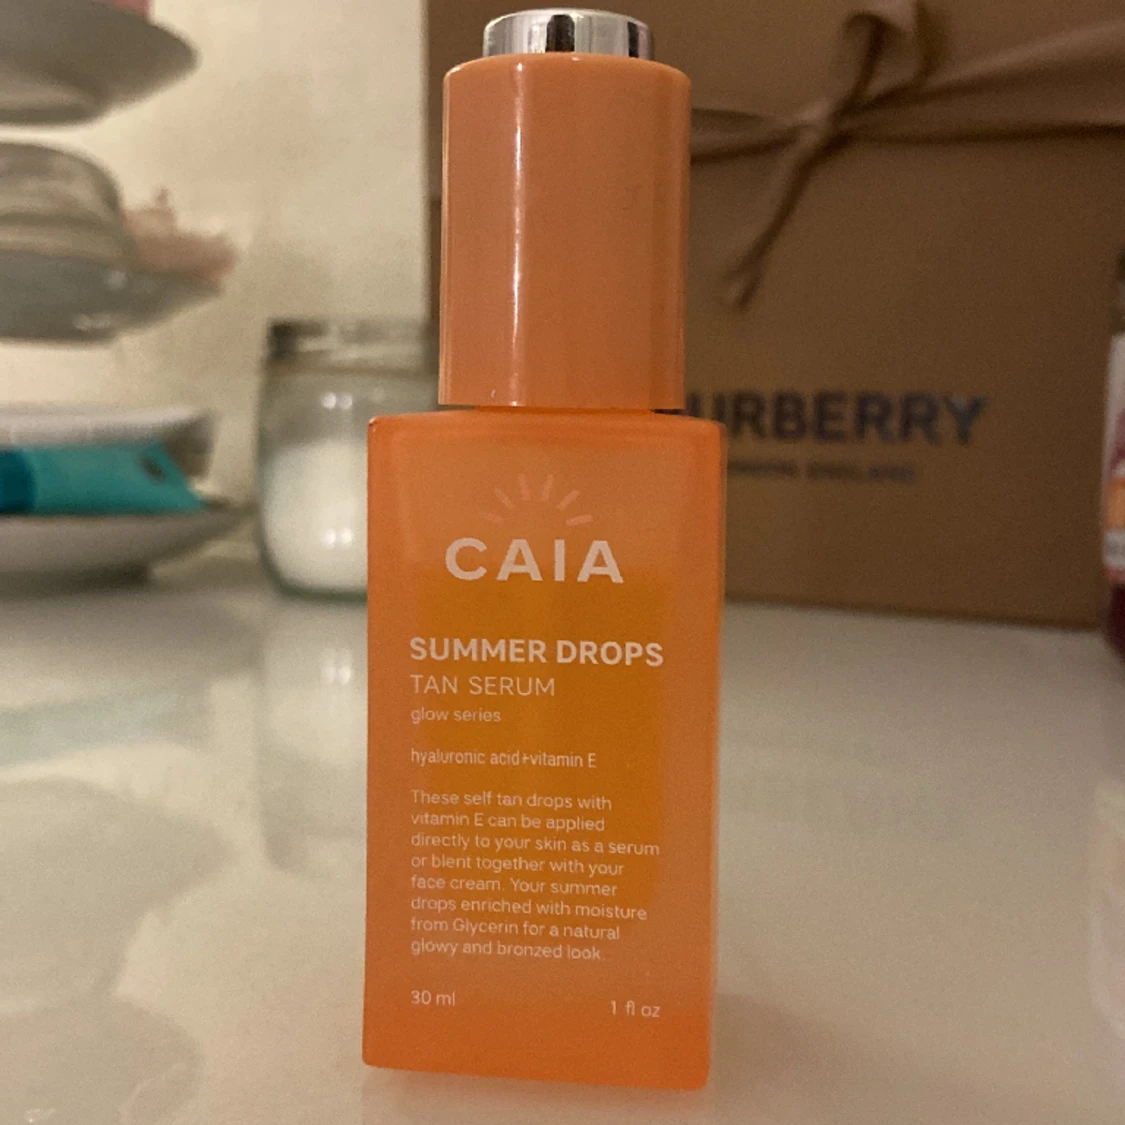 CAIA
SUMMER DROPS
TAN SERUM
glow series
hyaluronic acid+vitamin E
These self tan drops with
vitamin E can be applied
directly to your skin as a serum
or blent together with your
face cream. Your summer
drops enriched with moisture
from Glycerin for a natural
glowy and bronzed look.
30 ml
1 fl oz
URBERRY
ENGLAND